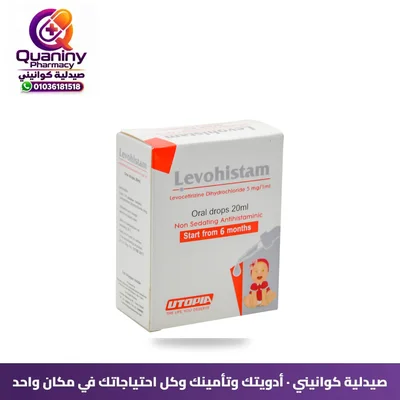 Quaniny
Pharmacy
صيدلية كوانيني
01036181518
Levohistam
Levocetirizine Dihydrochloride 5 mg/1ml
Oral drops 20ml
Non Sedating Antihistaminic
Start from 6 months
UTOPIA
صيدلية كوانيني - أدويتك وتأمينك وكل احتياجاتك في مكان واحد